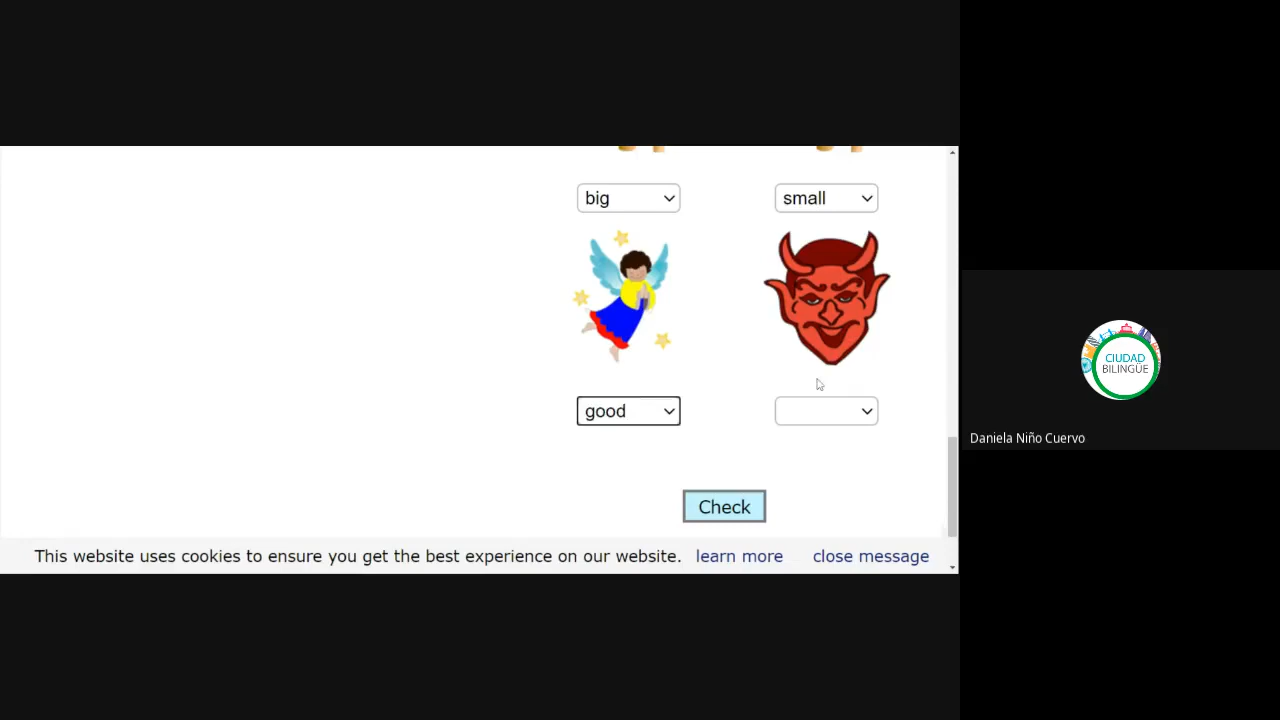 big
small
good
Check
This website uses cookies to ensure you get the best experience on our website. learn more close message
CIUDAD
BILINGÜE
Daniela Niño Cuervo